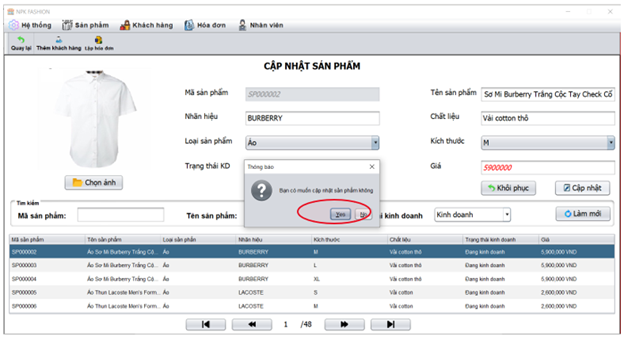 NPK FASHION
Hệ thống Sản phẩm Khách hàng Hóa đơn Nhân viên
Quay lại Thêm khách hàng Lập hóa đơn
CẬP NHẬT SẢN PHẨM
Mã sản phẩm SP000002 Tên sản phẩm Sơ Mi Burberry Trắng Cộc Tay Check Cổ
Nhãn hiệu BURBERRY Chất liệu Vải cotton thô
Loại sản phẩm Áo Kích thước M
Trạng thái KD Giá 5900000
Thông báo
Bạn có muốn cập nhật sản phẩm không
Yes No
Chọn ảnh Khôi phục Cập nhật
Tìm kiếm
Mã sản phẩm: Tên sản phẩm: kinh doanh Kinh doanh Làm mới
Mã sản phẩm Tên sản phẩm Loại sản phẩm Nhãn hiệu Kích thước Chất liệu Trạng thái kinh doanh Giá
SP000002 Áo Sơ Mi Burberry Trắng Cộ... Áo BURBERRY M Vải cotton thô Đang kinh doanh 5,900,000 VND
SP000003 Áo Sơ Mi Burberry Trắng Cộ... Áo BURBERRY L Vải cotton thô Đang kinh doanh 5,900,000 VND
SP000004 Áo Sơ Mi Burberry Trắng Cộ... Áo BURBERRY XL Vải cotton thô Đang kinh doanh 5,900,000 VND
SP000005 Áo Thun Lacoste Men's Form... Áo LACOSTE S Vải cotton Đang kinh doanh 2,600,000 VND
SP000006 Áo Thun Lacoste Men's Form... Áo LACOSTE M Vải cotton Đang kinh doanh 2,600,000 VND
1 /48